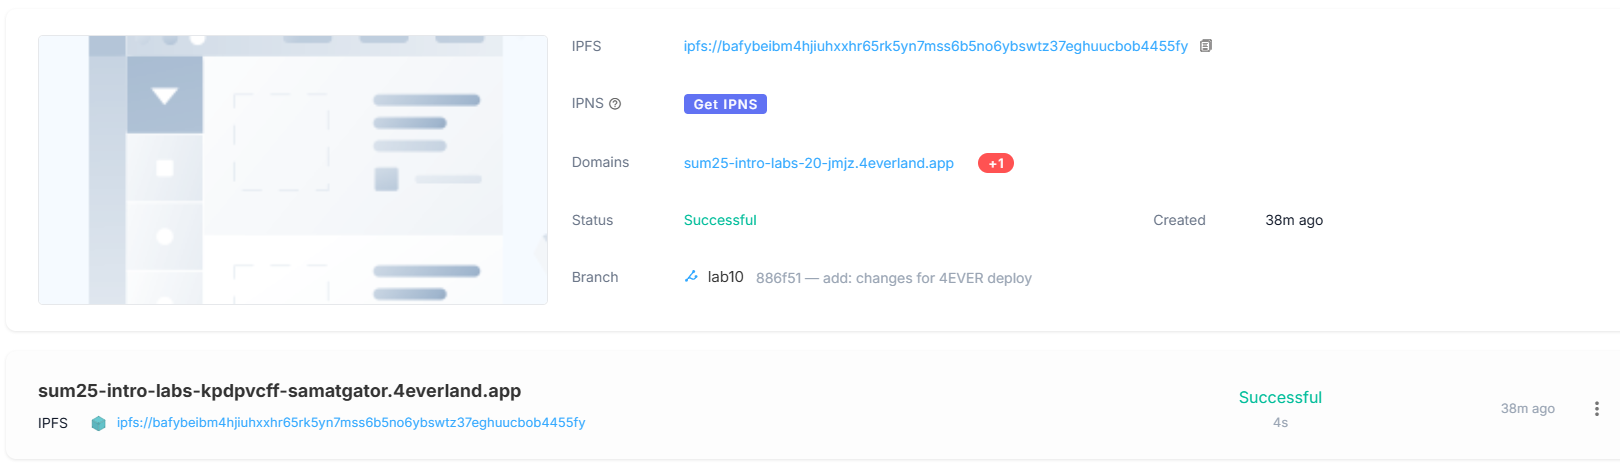 IPFS ipfs://bafybeibm4hjiuhxxhr65rk5yn7mss6b5no6ybswtz37eghuucbob4455fy
IPNS Get IPNS
Domains sum25-intro-labs-20-jmjz.4everland.app +1
Status Successful Created 38m ago
Branch lab10 886f51 — add: changes for 4EVER deploy
sum25-intro-labs-kpdpvcff-samatgator.4everland.app
Successful
IPFS ipfs://bafybeibm4hjiuhxxhr65rk5yn7mss6b5no6ybswtz37eghuucbob4455fy
4s
38m ago